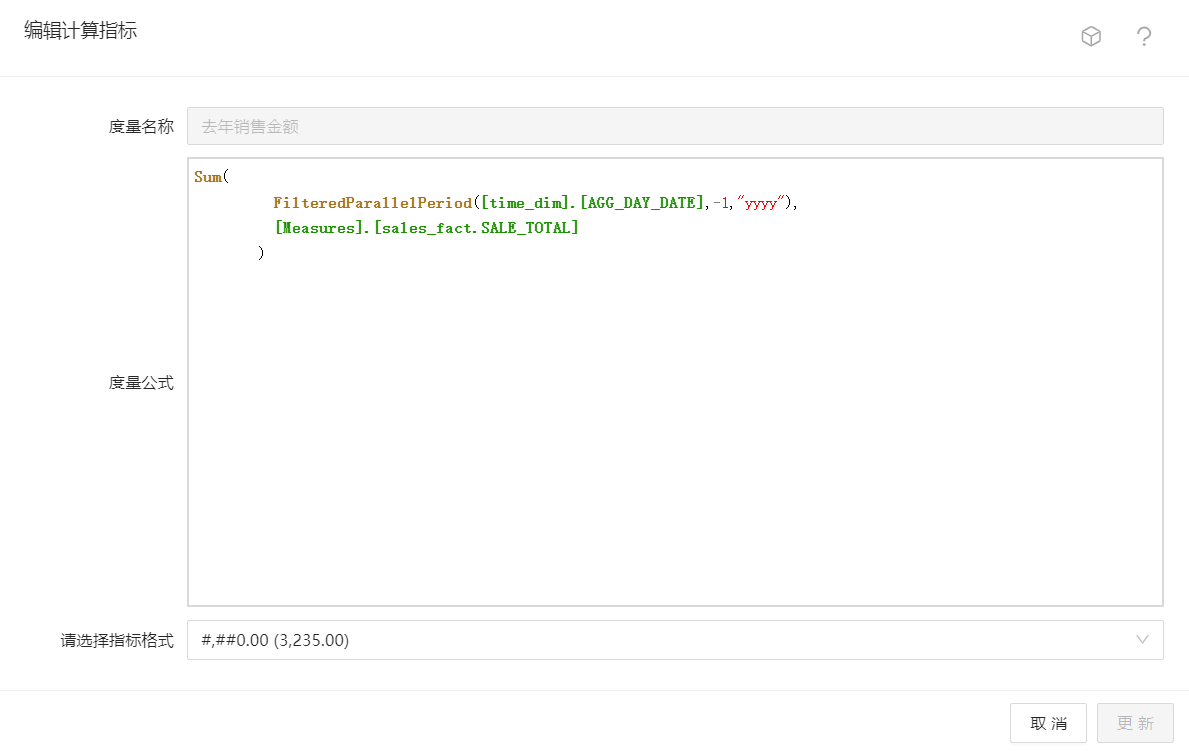 编辑计算指标
度量名称
去年销售金额
度量公式
Sum(
FilteredParallelPeriod([time_dim].[AGG_DAY_DATE],-1,"yyyy"),
[Measures].[sales_fact.SALE_TOTAL]
)
请选择指标格式
#,##0.00 (3,235.00)
取 消
更 新